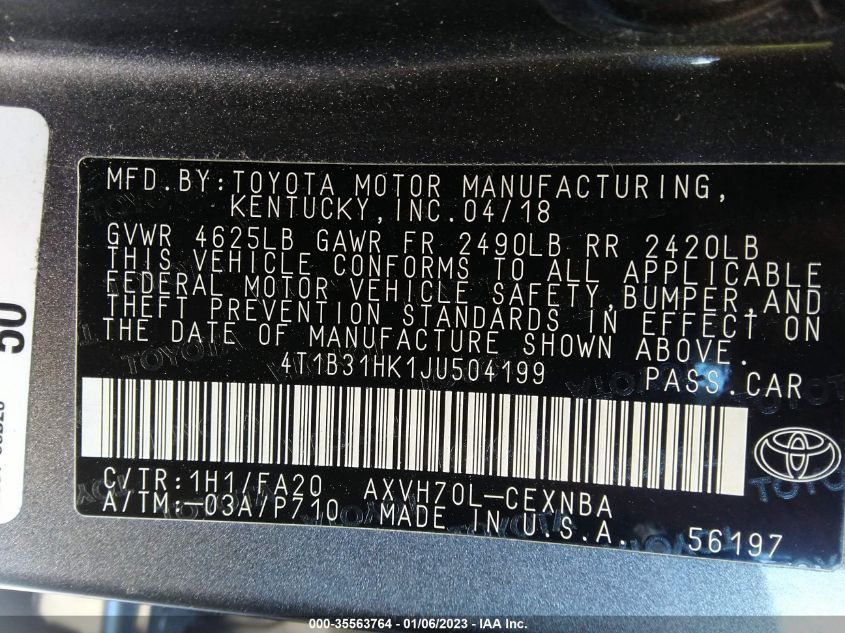 MFD.BY:TOYOTA MOTOR MANUFACTURING,
KENTUCKY,INC.04/18
GVWR 4625LB GAWR FR 2490LB RR 2420LB
THIS VEHICLE CONFORMS TO ALL APPLICABLE
FEDERAL MOTOR VEHICLE SAFETY,BUMPER,AND
THEFT PREVENTION STANDARDS IN EFFECT ON
THE DATE OF MANUFACTURE SHOWN ABOVE.
4T1B31HK1JU504199 PASS.CAR
C/TR:1H1/FA20 AXVH70L-CEXNBA
A/TM:-03A/P710 MADE IN U.S.A. 56197
50
000-35563764 - 01/06/2023 - IAA Inc.